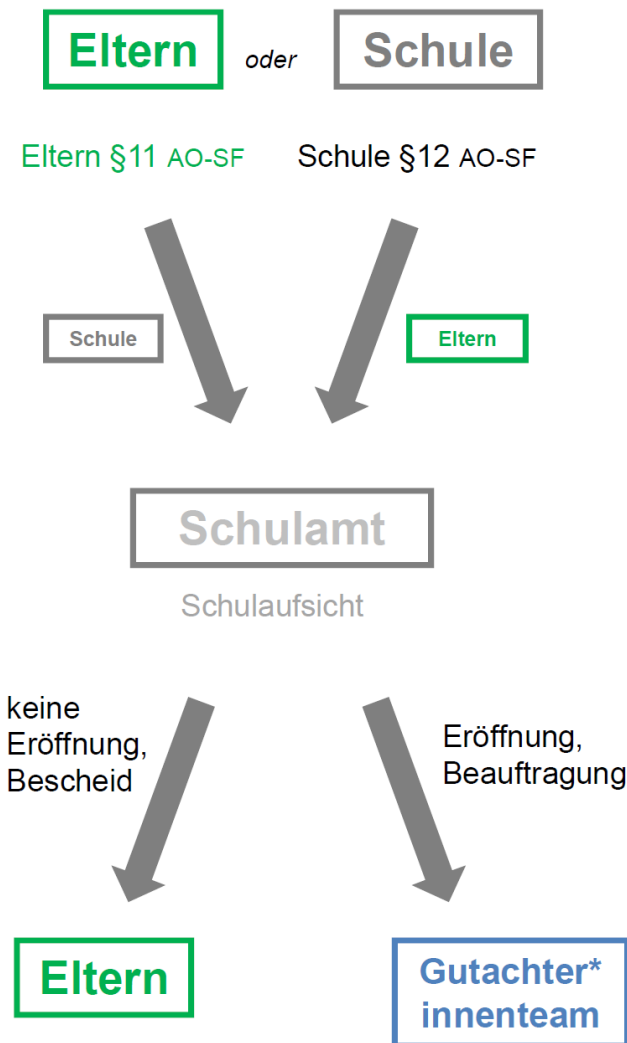 Eltern oder Schule
Eltern §11 AO-SF Schule §12 AO-SF
Schule
Eltern
Schulamt
Schulaufsicht
keine
Eröffnung,
Bescheid
Eröffnung,
Beauftragung
Eltern
Gutachter*
innenteam